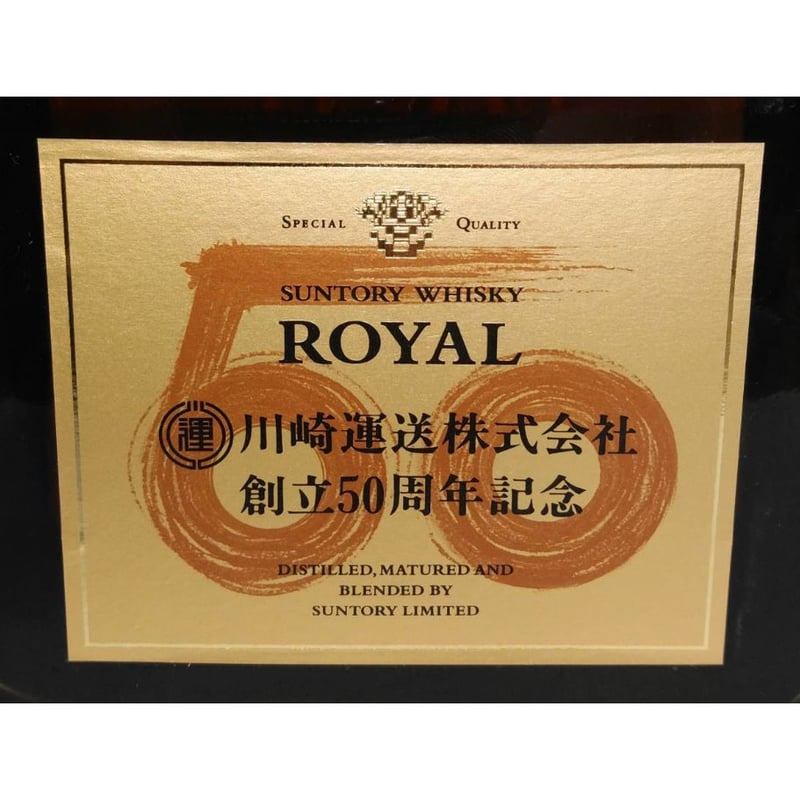 SPECIAL QUALITY
SUNTORY WHISKY
ROYAL
運 川崎運送株式会社
創立50周年記念
50
DISTILLED, MATURED AND
BLENDED BY
SUNTORY LIMITED